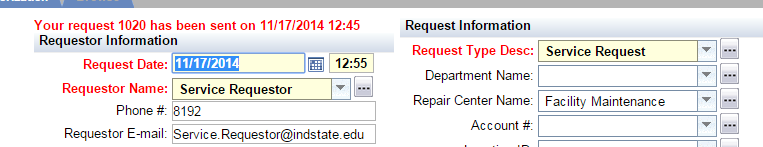 Your request 1020 has been sent on 11/17/2014 12:45
Requestor Information
Request Date: 11/17/2014 12:55
Requestor Name: Service Requestor
Phone #: 8192
Requestor E-mail: Service.Requestor@indstate.edu
Request Information
Request Type Desc: Service Request
Department Name:
Repair Center Name: Facility Maintenance
Account #: